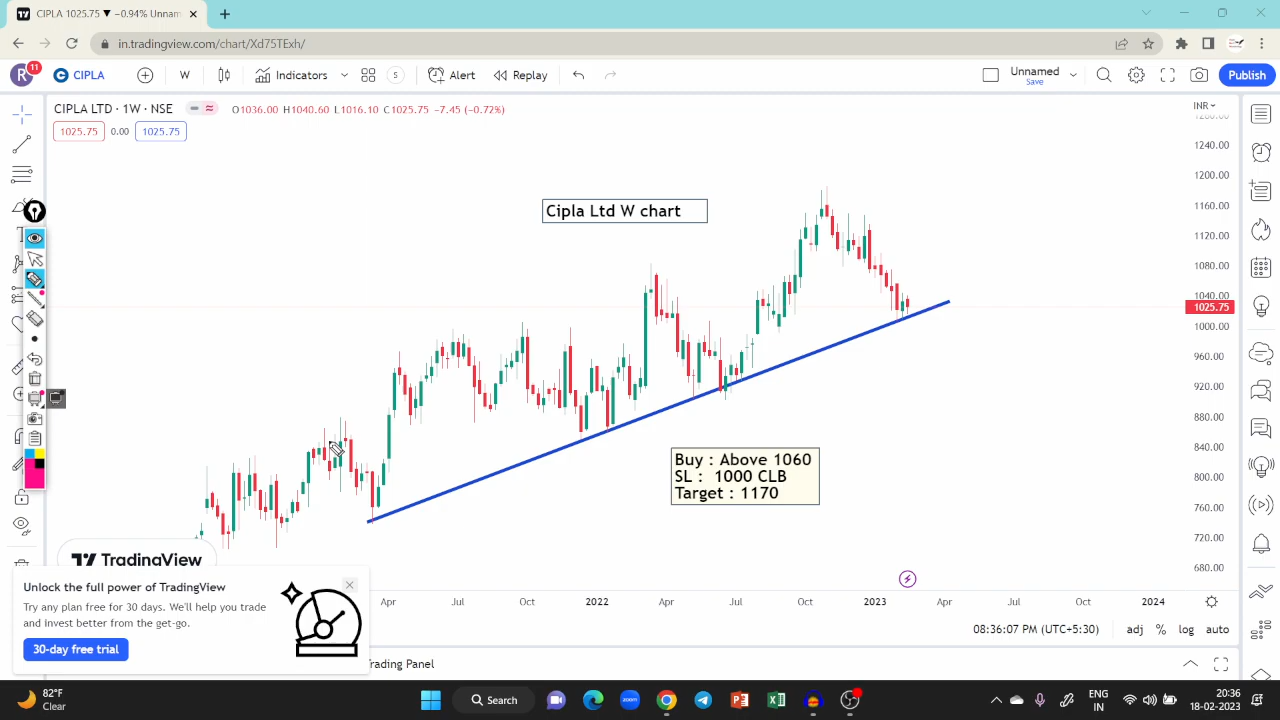 CIPLA 1025.75 ▼ −0.94% Unnam
in.tradingview.com/chart/Xd75TExh/
R 11 CIPLA W Indicators S Alert Replay Unnamed Save Publish
CIPLA LTD · 1W · NSE O1036.00 H1040.60 L1016.10 C1025.75 −7.45 (−0.72%) INR
1025.75 0.00 1025.75
1280.00
1240.00
1200.00
Cipla Ltd W chart
1160.00
1120.00
1080.00
1040.00
1025.75
1000.00
960.00
920.00
880.00
840.00
Buy : Above 1060
SL : 1000 CLB
Target : 1170
800.00
760.00
720.00
680.00
TradingView
Unlock the full power of TradingView
Try any plan free for 30 days. We'll help you trade
and invest better from the get-go.
30-day free trial
Apr Jul Oct 2022 Apr Jul Oct 2023 Apr Jul Oct 2024
08:36:07 PM (UTC+5:30) adj % log auto
rading Panel
82°F
Clear
Search
zoom
ENG
IN
20:36
18-02-2023